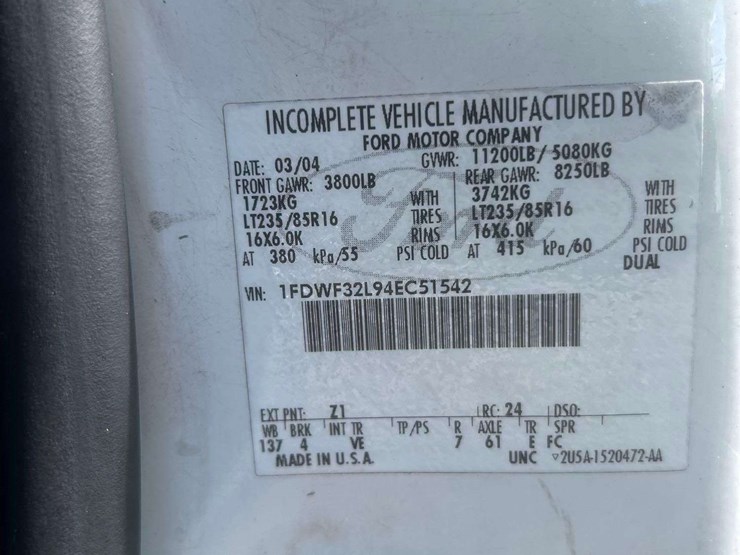 INCOMPLETE VEHICLE MANUFACTURED BY
FORD MOTOR COMPANY
DATE: 03/04 GVWR: 11200LB/ 5080KG
FRONT GAWR: 3800LB REAR GAWR: 8250LB
1723KG WITH 3742KG WITH
LT235/85R16 TIRES LT235/85R16 TIRES
16X6.0K RIMS 16X6.0K RIMS
AT 380 kPa/55 PSI COLD AT 415 kPa/60 PSI COLD
DUAL
VIN: 1FDWF32L94EC51542
Ford
EXT PNT: Z1 RC: 24 DSO:
WB BRK INT TR TP/PS R AXLE TR SPR
137 4 VE 7 61 E FC
MADE IN U.S.A. UNC ▽2U5A-1520472-AA